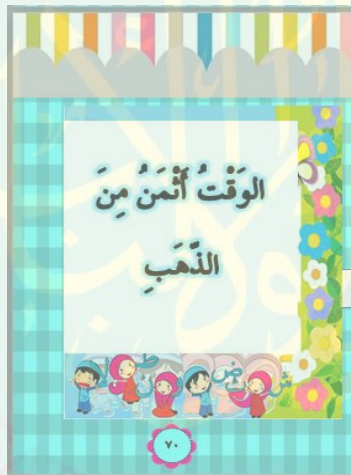 الوَقْتُ أَثْمَنُ مِنَ
الذَّهَبِ
٧٠